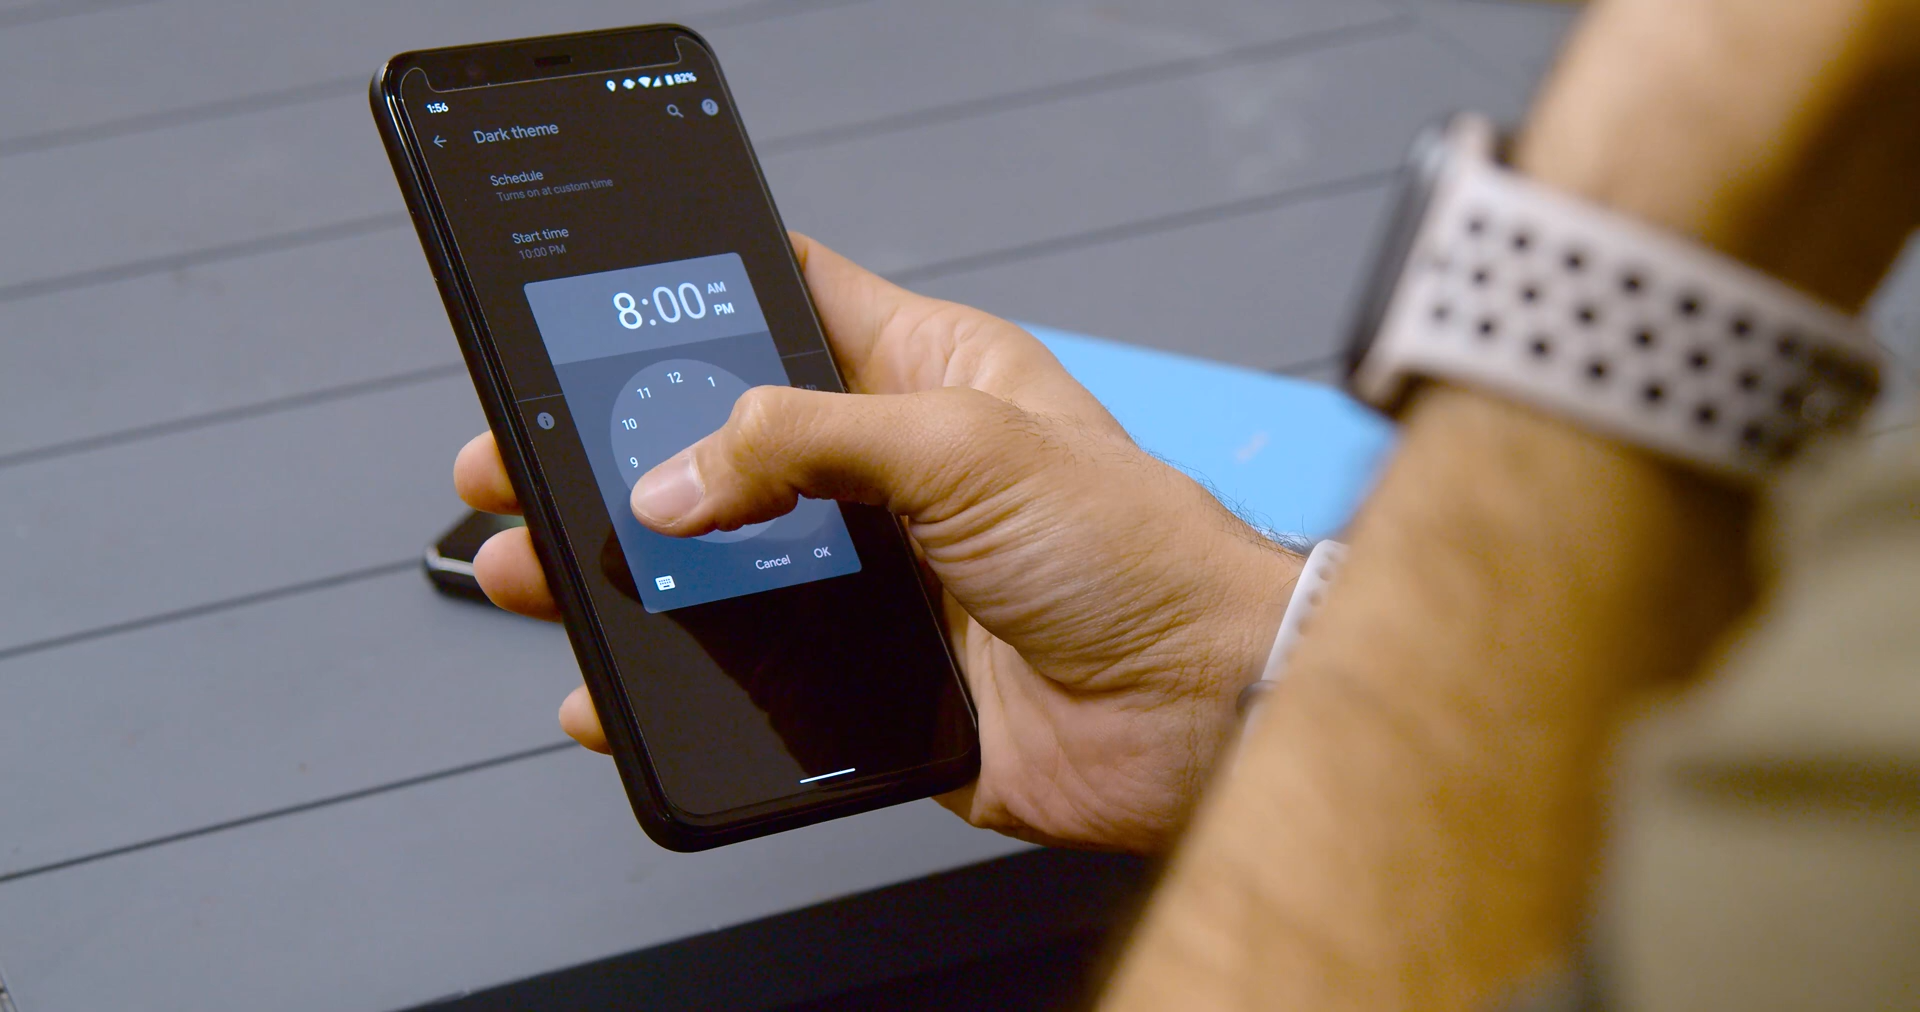 1:56
82%
Dark theme
Schedule
Turns on at custom time
Start time
10:00 PM
8:00
AM
PM
12
11
1
10
9
Cancel
OK